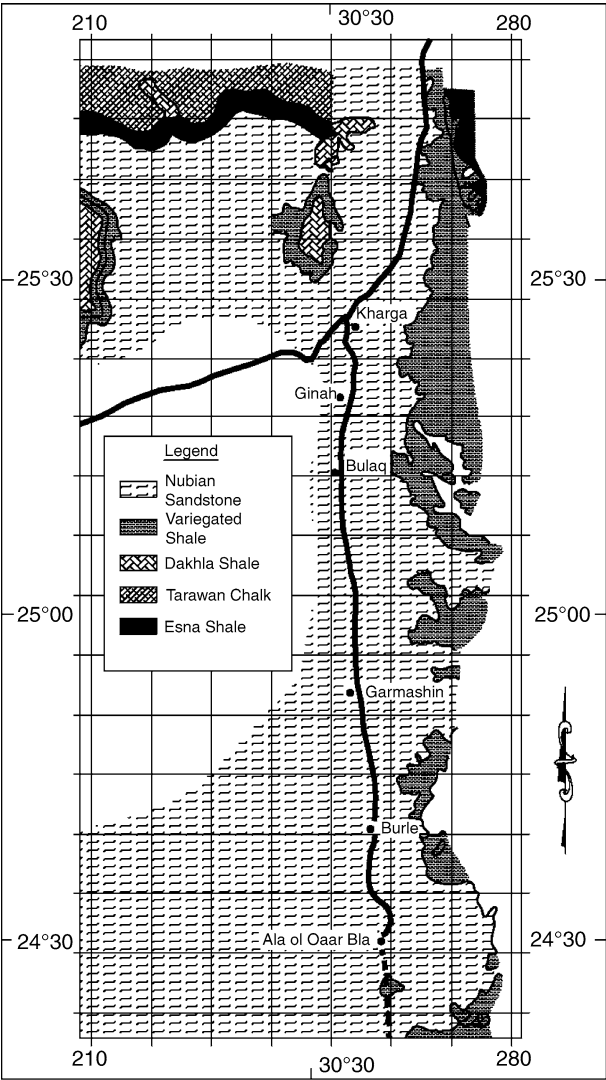 210
30°30
280
25°30
25°30
Kharga
Ginah
Legend
Bulaq
Nubian
Sandstone
Variegated
Shale
Dakhla Shale
Tarawan Chalk
Esna Shale
25°00
25°00
Garmashin
Burle
Ala ol Oaar Bla
24°30
24°30
210
30°30
280